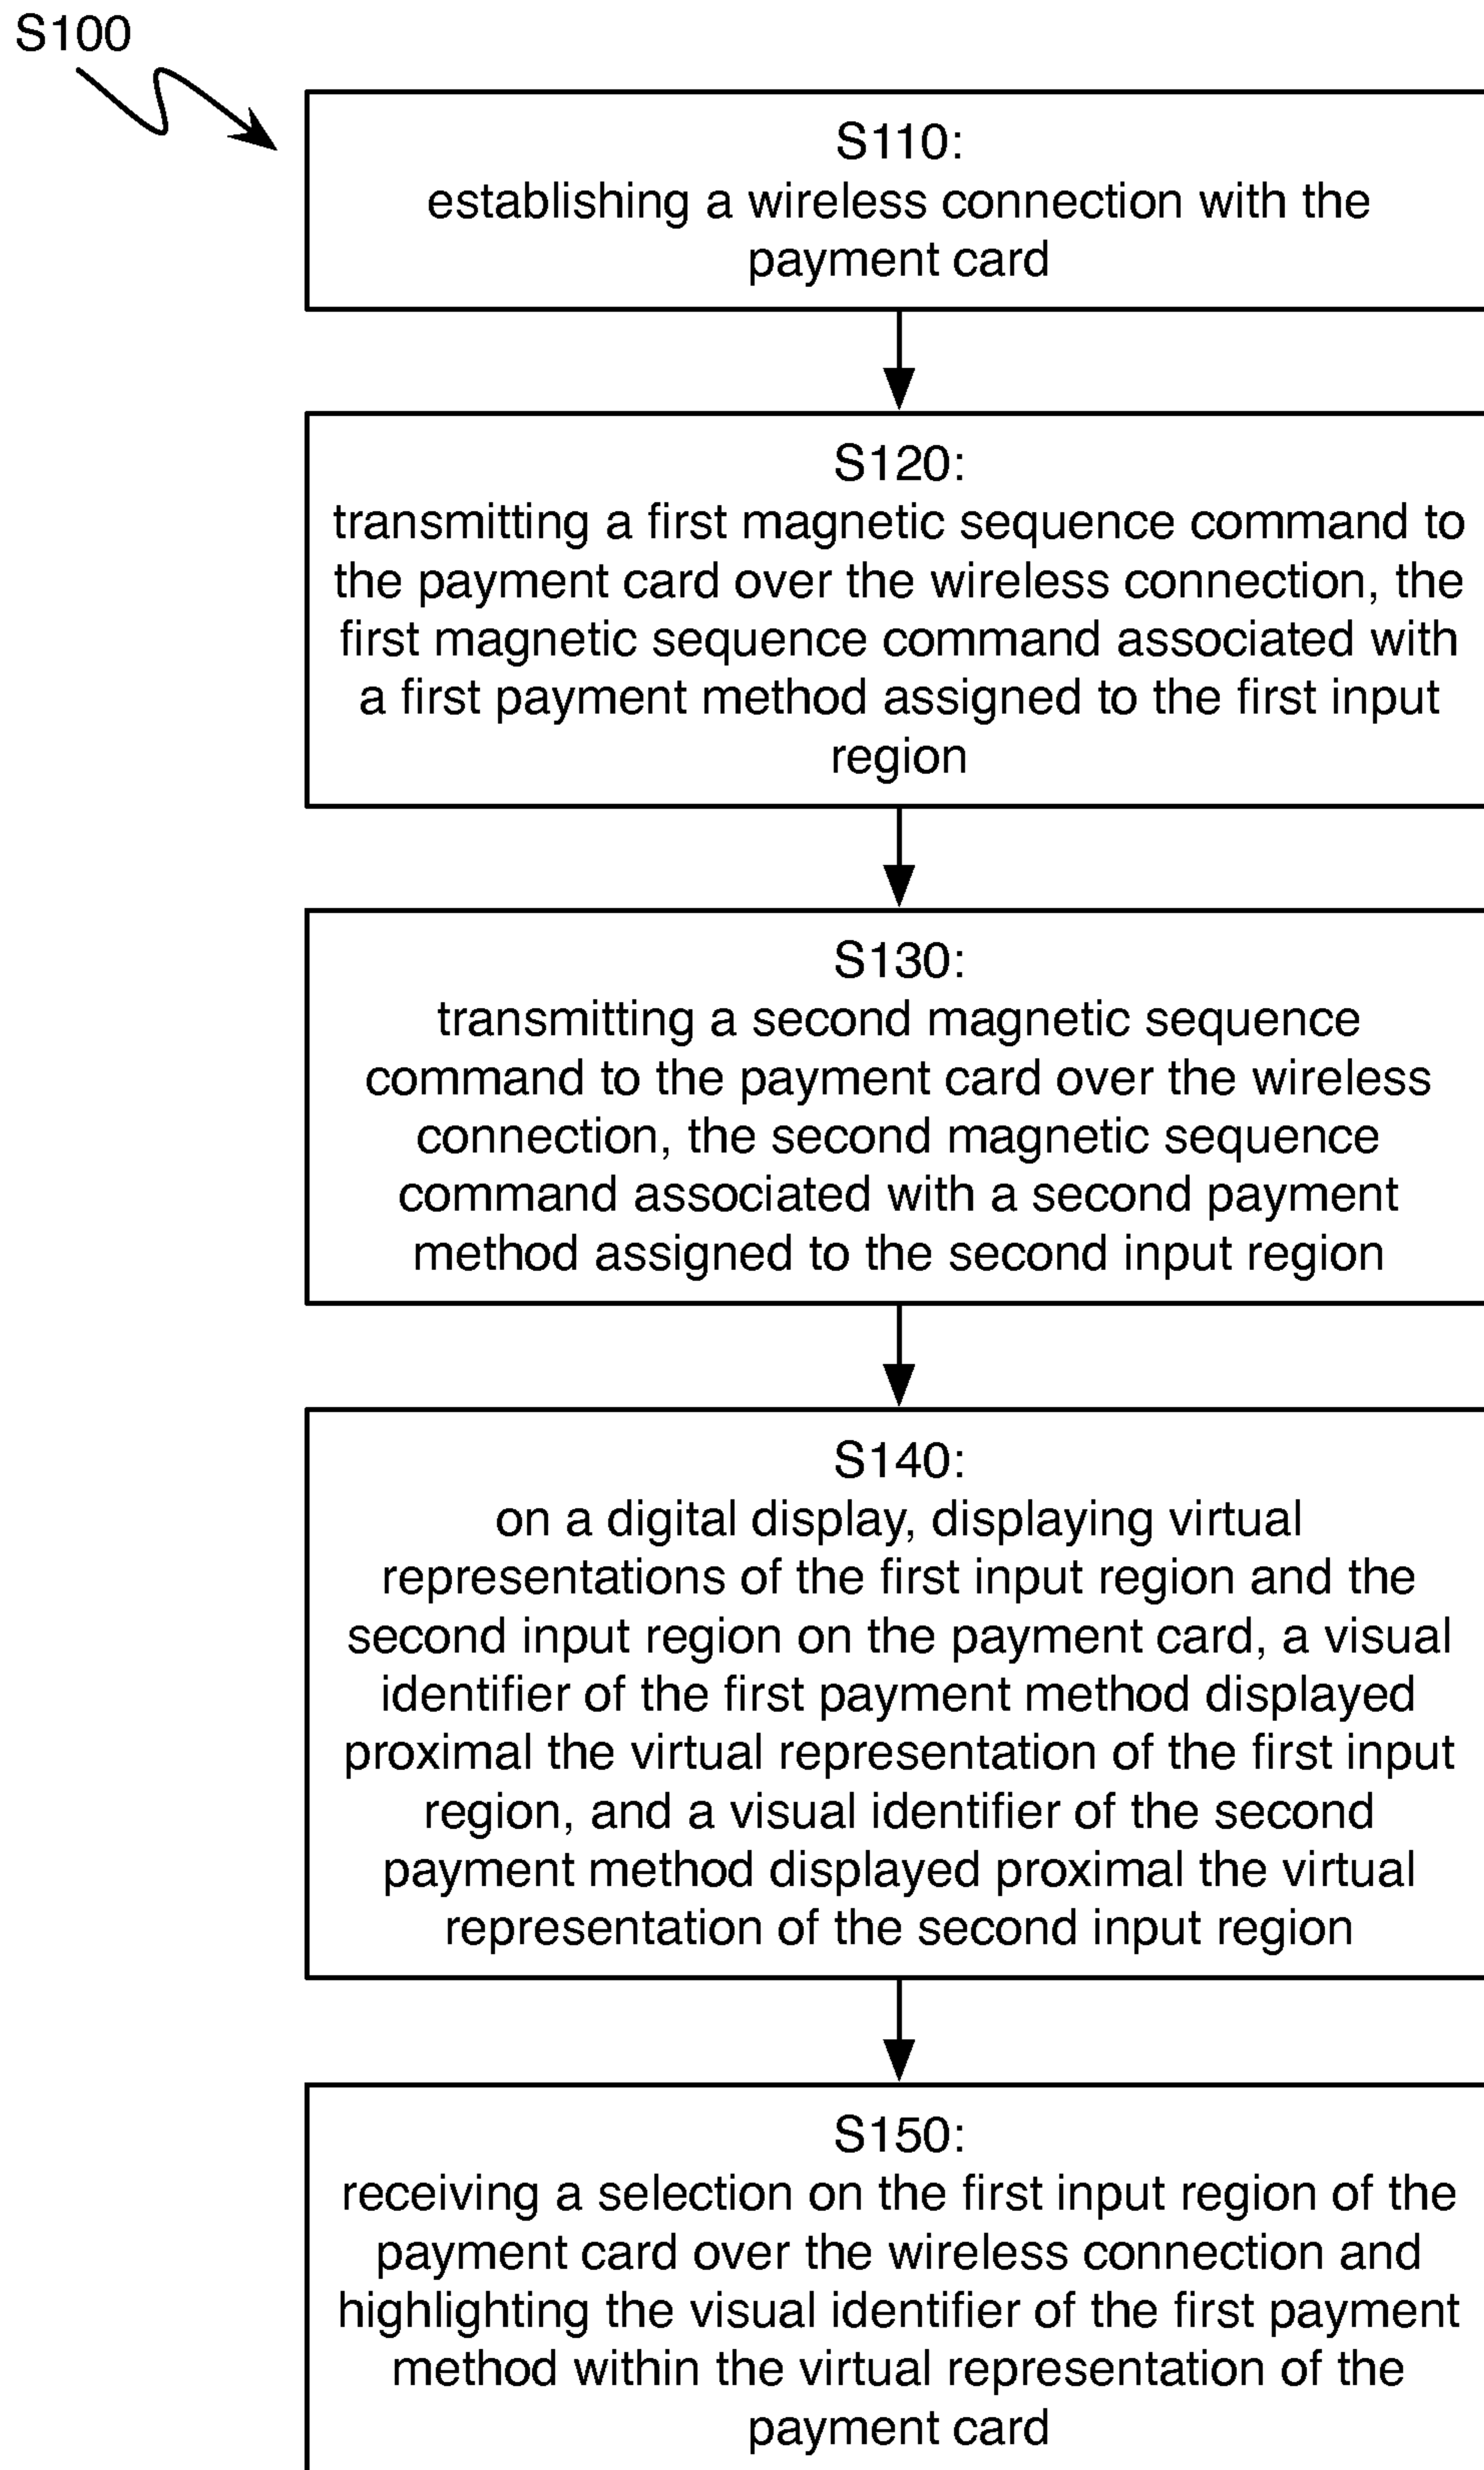 S100
S110:
establishing a wireless connection with the
payment card
S120:
transmitting a first magnetic sequence command to
the payment card over the wireless connection, the
first magnetic sequence command associated with
a first payment method assigned to the first input
region
S130:
transmitting a second magnetic sequence
command to the payment card over the wireless
connection, the second magnetic sequence
command associated with a second payment
method assigned to the second input region
S140:
on a digital display, displaying virtual
representations of the first input region and the
second input region on the payment card, a visual
identifier of the first payment method displayed
proximal the virtual representation of the first input
region, and a visual identifier of the second
payment method displayed proximal the virtual
representation of the second input region
S150:
receiving a selection on the first input region of the
payment card over the wireless connection and
highlighting the visual identifier of the first payment
method within the virtual representation of the
payment card